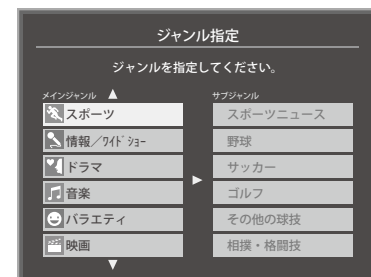 ジャンル指定
ジャンルを指定してください。
メインジャンル
スポーツ
情報／ﾜｲﾄﾞｼｮｰ
ドラマ
音楽
バラエティ
映画
サブジャンル
スポーツニュース
野球
サッカー
ゴルフ
その他の球技
相撲・格闘技